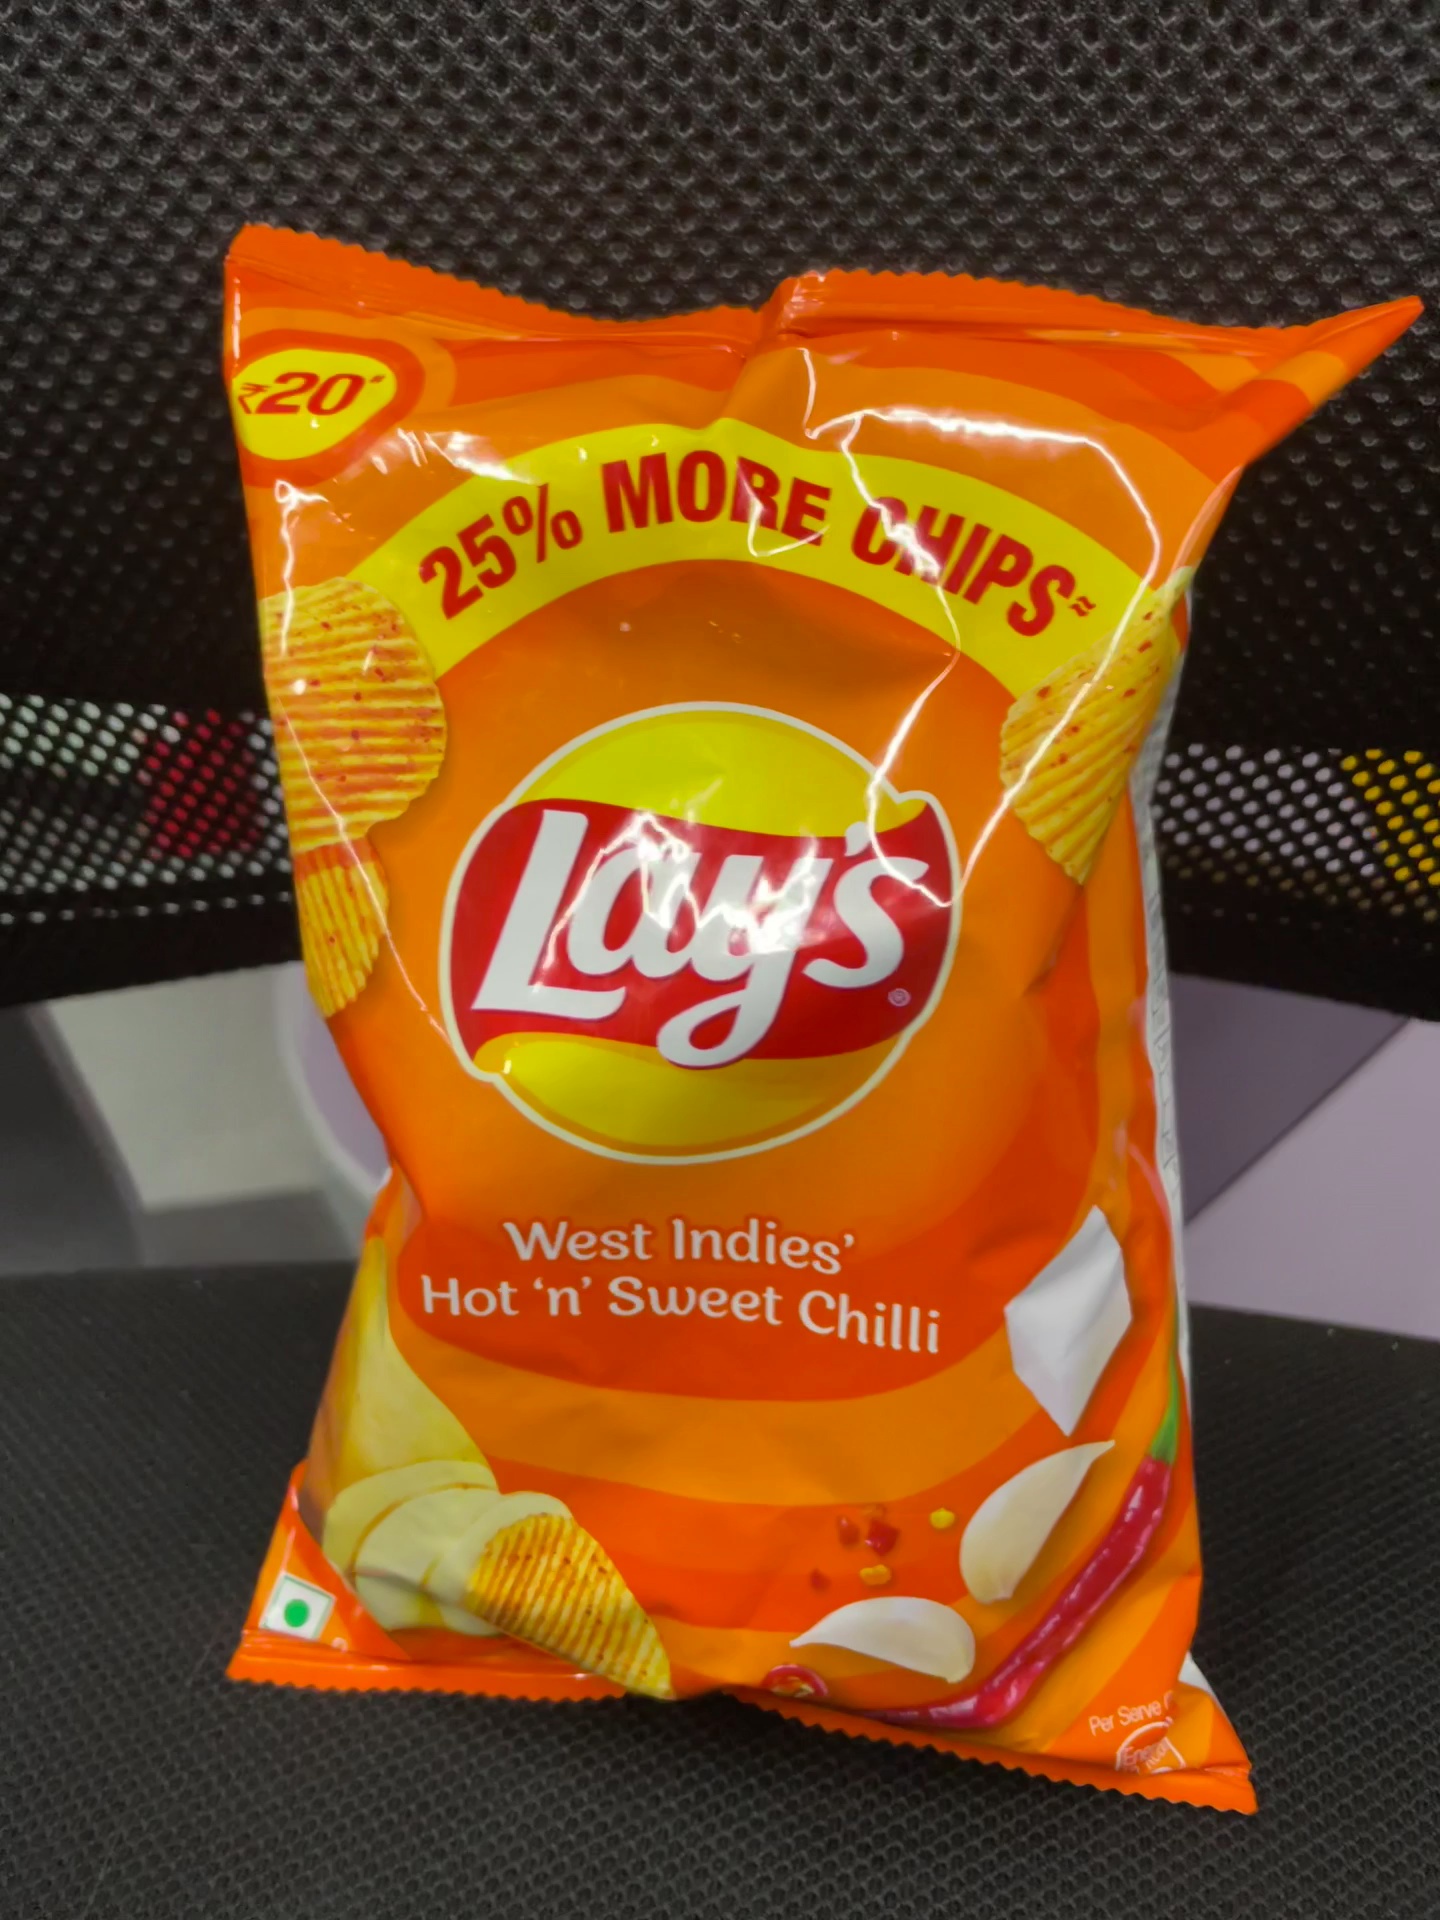 ₹20*
25% MORE CHIPS≈
Lay's
®
West Indies'
Hot 'n' Sweet Chilli
Per Serve